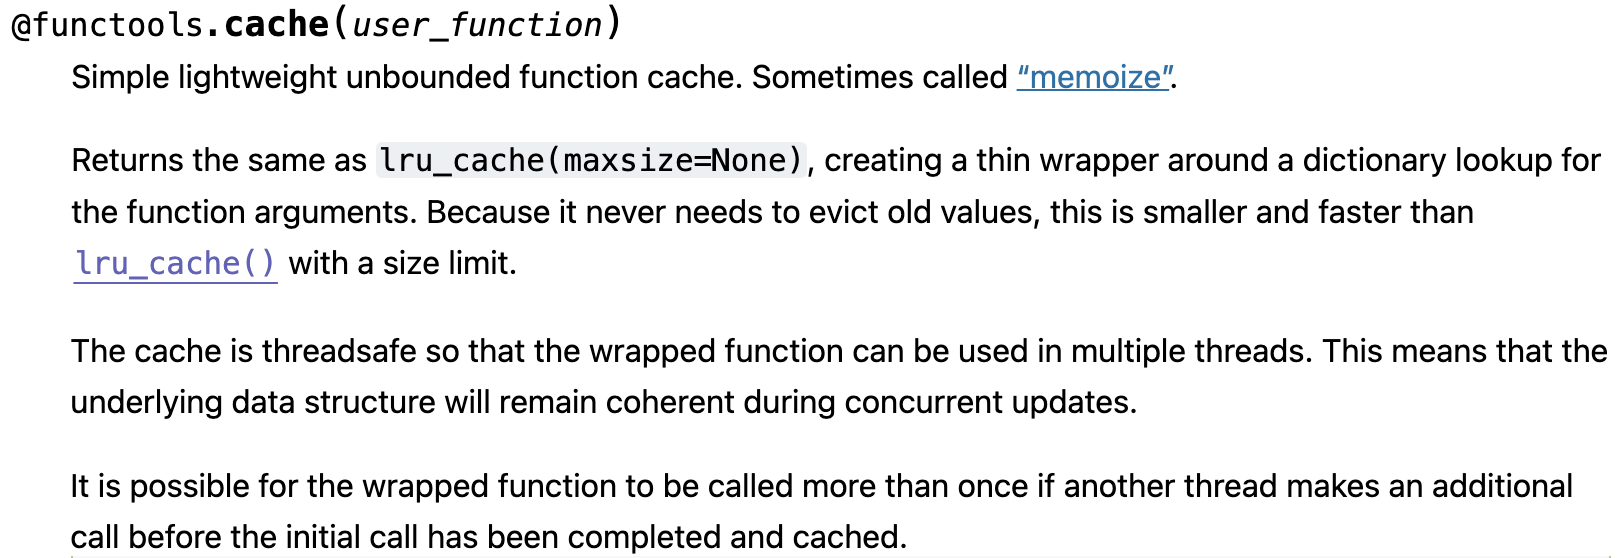 @functools.cache(user_function)
Simple lightweight unbounded function cache. Sometimes called “memoize”.
Returns the same as lru_cache(maxsize=None), creating a thin wrapper around a dictionary lookup for
the function arguments. Because it never needs to evict old values, this is smaller and faster than
lru_cache() with a size limit.
The cache is threadsafe so that the wrapped function can be used in multiple threads. This means that the
underlying data structure will remain coherent during concurrent updates.
It is possible for the wrapped function to be called more than once if another thread makes an additional
call before the initial call has been completed and cached.